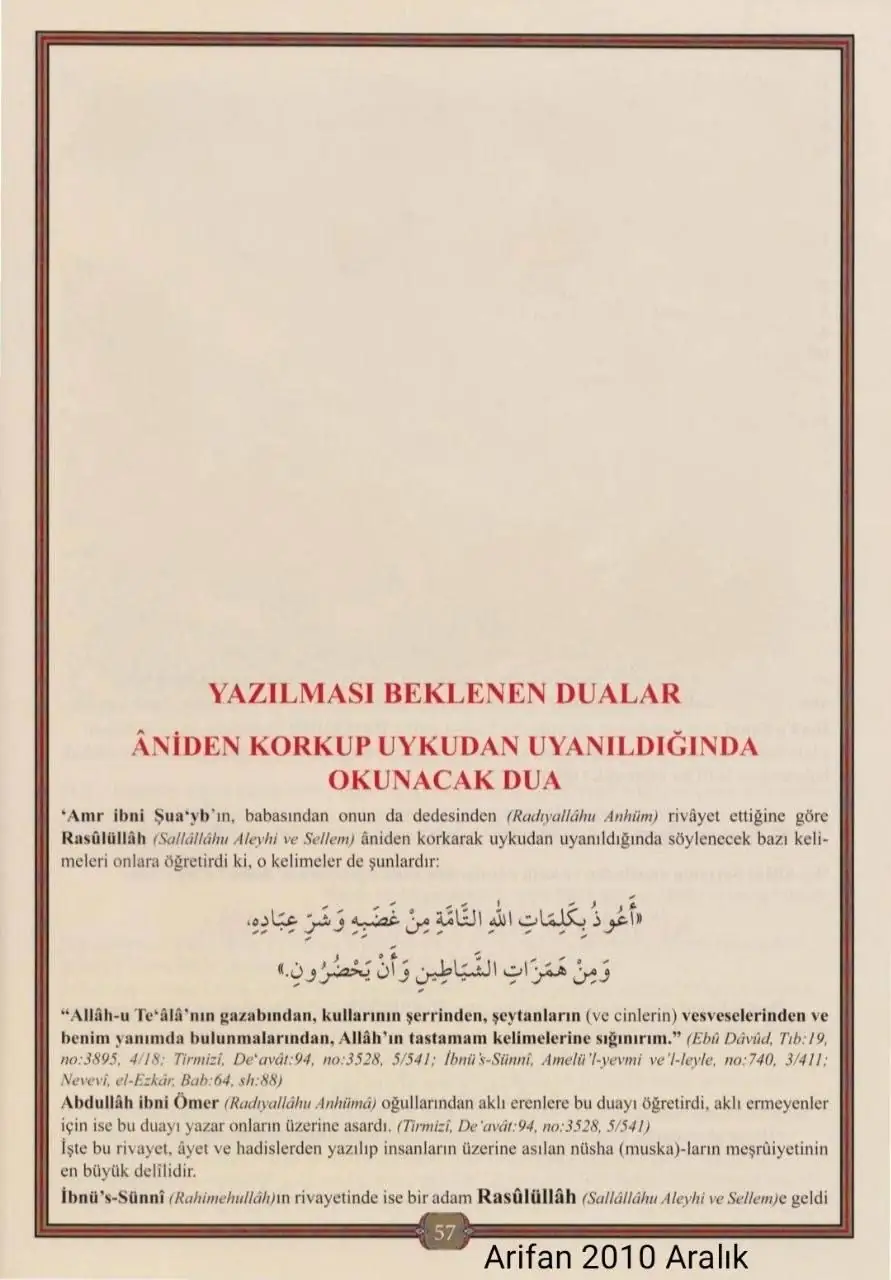 YAZILMASI BEKLENEN DUALAR
ÂNİDEN KORKUP UYKUDAN UYANILDIĞINDA
OKUNACAK DUA
‘Amr ibni Şua‘yb’ın, babasından onun da dedesinden (Radıyallâhu Anhüm) rivâyet ettiğine göre
Rasûlüllâh (Sallâllâhu Aleyhi ve Sellem) âniden korkarak uykudan uyanıldığında söylenecek bazı keli-
meleri onlara öğretirdi ki, o kelimeler de şunlardır:
«أَعُوذُ بِكَلِمَاتِ اللهِ التَّامَّةِ مِنْ غَضَبِهِ وَشَرِّ عِبَادِهِ،
وَمِنْ هَمَزَاتِ الشَّيَاطِينِ وَأَنْ يَحْضُرُونِ.»
“Allâh-u Te‘âlâ’nın gazabından, kullarının şerrinden, şeytanların (ve cinlerin) vesveselerinden ve
benim yanımda bulunmalarından, Allâh’ın tastamam kelimelerine sığınırım.” (Ebû Dâvûd, Tıb:19,
no:3895, 4/18; Tirmizî, De‘avât:94, no:3528, 5/541; İbnü’s-Sünnî, Amelü’l-yevmi ve’l-leyle, no:740, 3/411;
Nevevî, el-Ezkâr, Bab:64, sh:88)
Abdullâh ibni Ömer (Radıyallâhu Anhümâ) oğullarından aklı erenlere bu duayı öğretirdi, aklı ermeyenler
için ise bu duayı yazar onların üzerine asardı. (Tirmizî, De‘avât:94, no:3528, 5/541)
İşte bu rivayet, âyet ve hadislerden yazılıp insanların üzerine asılan nüsha (muska)-ların meşrûiyetinin
en büyük delîlidir.
İbnü’s-Sünnî (Rahimehullâh)ın rivayetinde ise bir adam Rasûlüllâh (Sallâllâhu Aleyhi ve Sellem)e geldi
57
Arifan 2010 Aralık